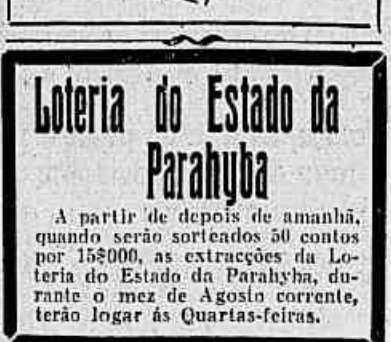 Loteria do Estado da
Parahyba
A partir de depois de amanhã,
quando serão sorteados 50 contos
por 15$000, as extracções da Lo-
teria do Estado da Parahyba, du-
rante o mez de Agosto corrente,
terão logar ás Quartas-feiras.